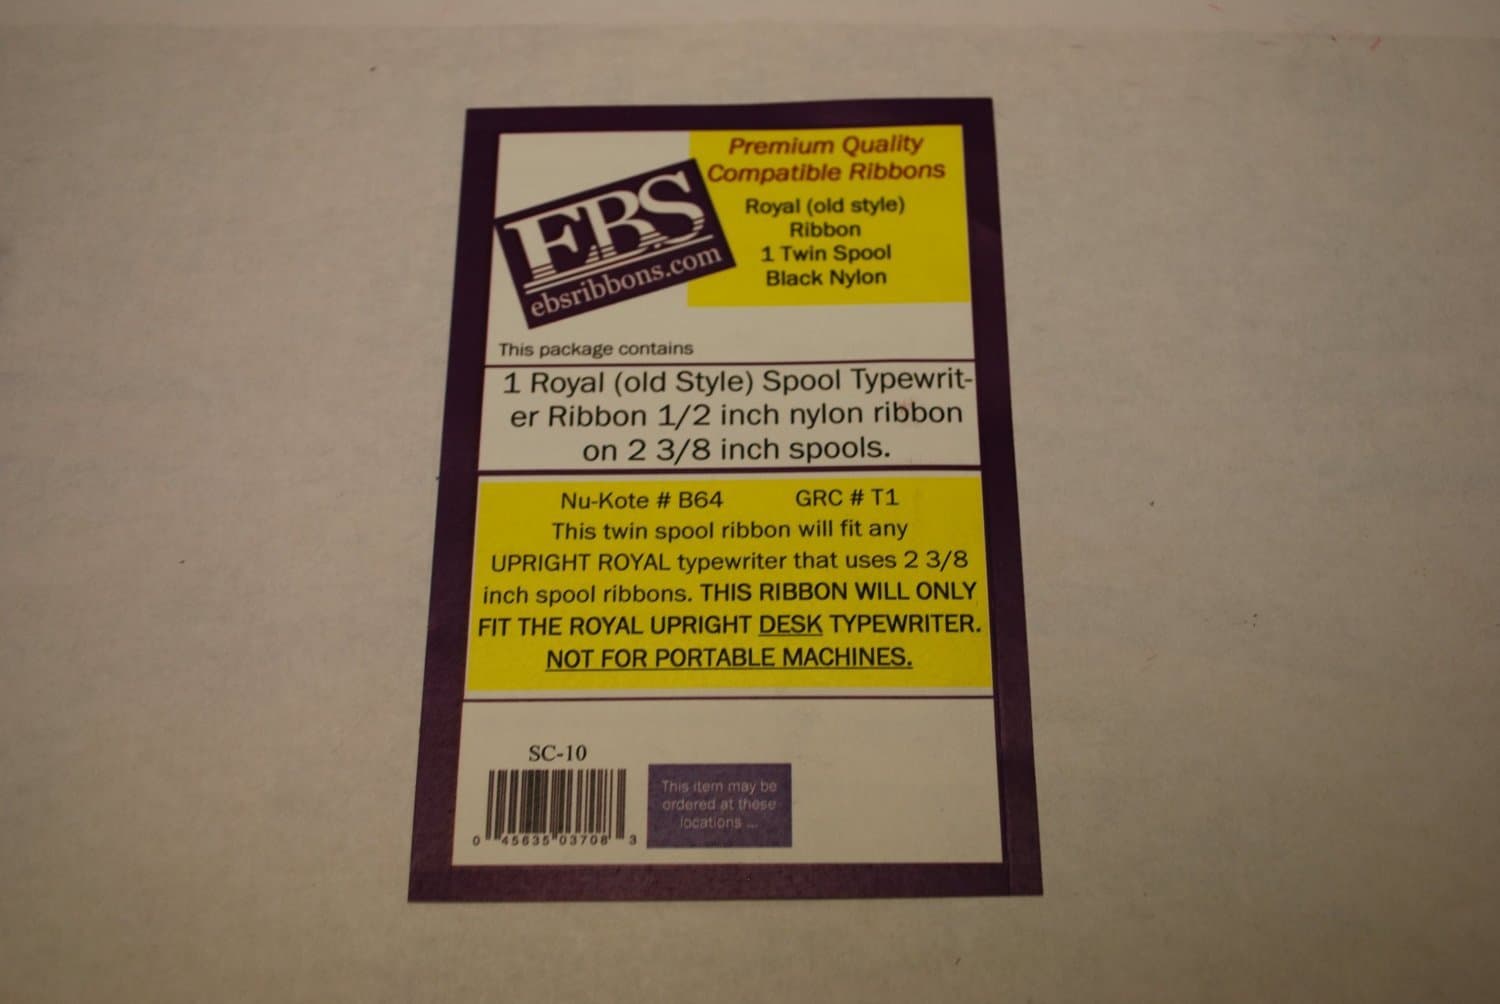 Premium Quality
Compatible Ribbons
Royal (old style)
Ribbon
1 Twin Spool
Black Nylon
EBS
ebsribbons.com
This package contains
1 Royal (old Style) Spool Typewrit-
er Ribbon 1/2 inch nylon ribbon
on 2 3/8 inch spools.
Nu-Kote # B64 GRC # T1
This twin spool ribbon will fit any
UPRIGHT ROYAL typewriter that uses 2 3/8
inch spool ribbons. THIS RIBBON WILL ONLY
FIT THE ROYAL UPRIGHT DESK TYPEWRITER.
NOT FOR PORTABLE MACHINES.
SC-10
0 45635 03708 3
This item may be
ordered at these
locations ...